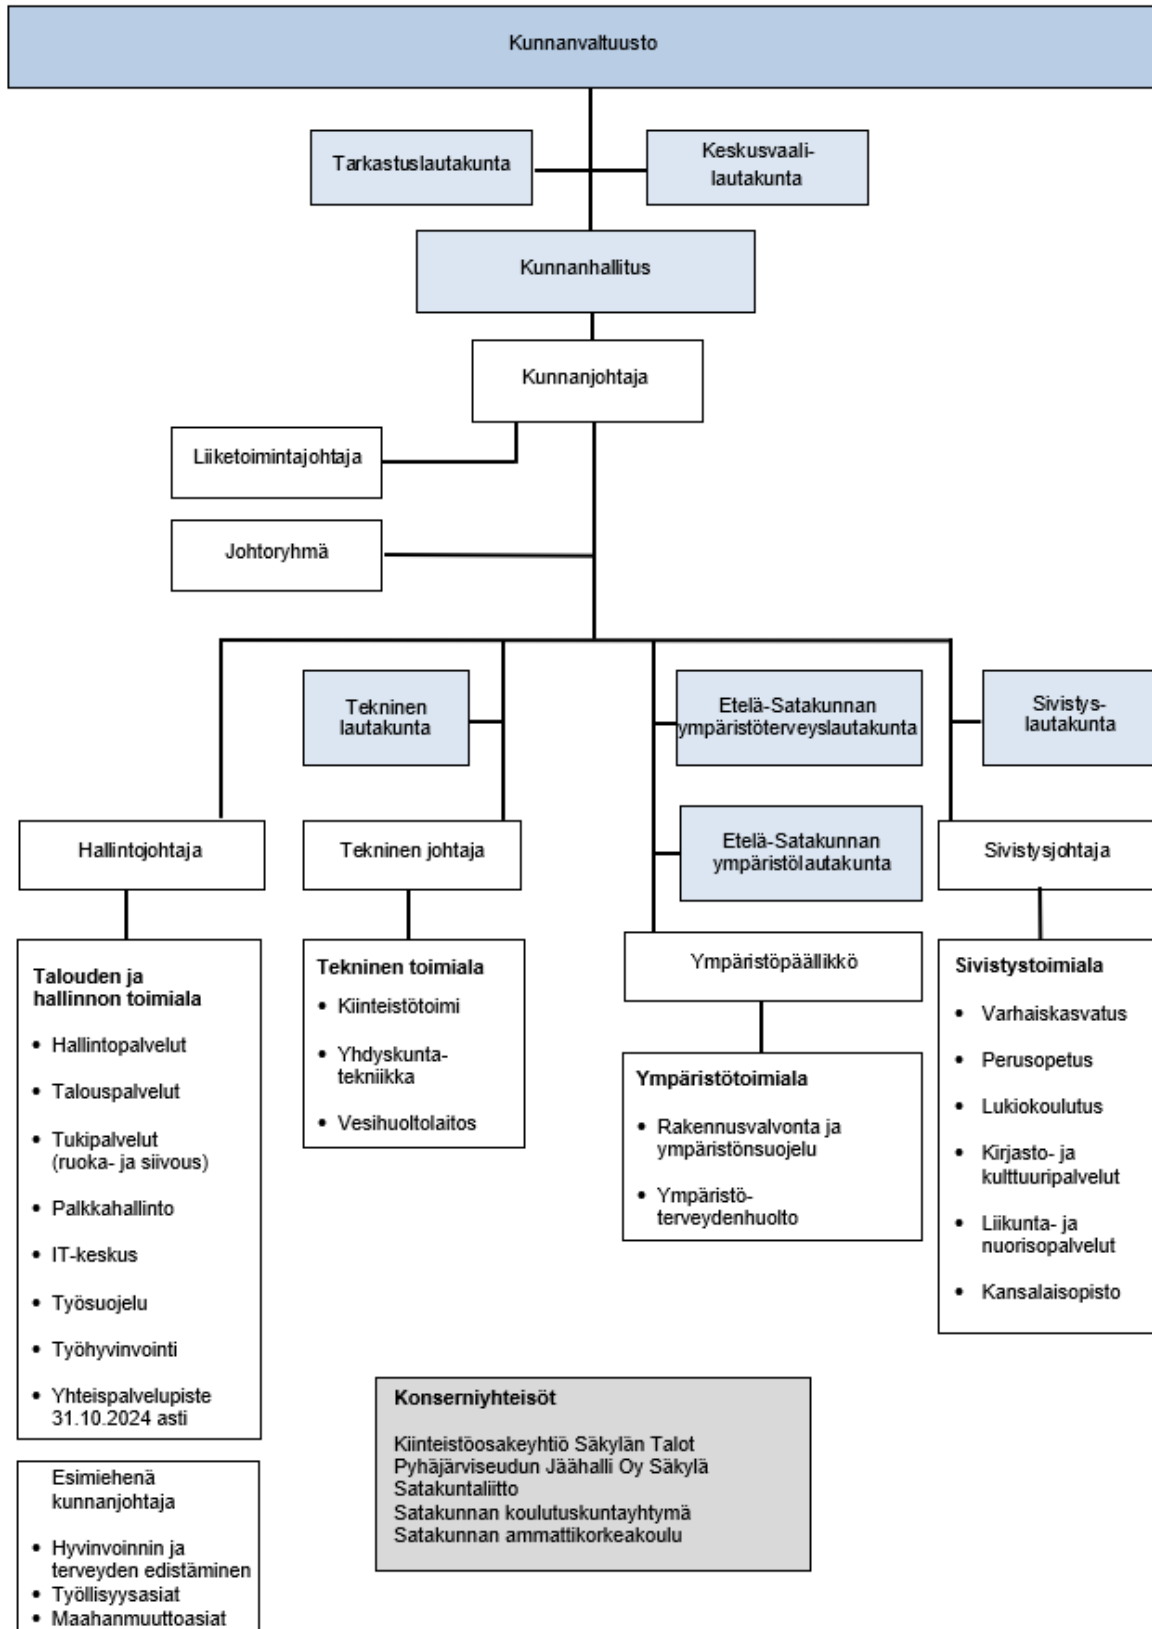 Kunnanvaltuusto
Tarkastuslautakunta
Keskusvaali-
lautakunta
Kunnanhallitus
Kunnanjohtaja
Liiketoimintajohtaja
Johtoryhmä
Tekninen
lautakunta
Etelä-Satakunnan
ympäristöterveyslautakunta
Sivistys-
lautakunta
Etelä-Satakunnan
ympäristölautakunta
Hallintojohtaja
Tekninen johtaja
Sivistysjohtaja
Ympäristöpäällikkö
Talouden ja
hallinnon toimiala
• Hallintopalvelut
• Talouspalvelut
• Tukipalvelut
(ruoka- ja siivous)
• Palkkahallinto
• IT-keskus
• Työsuojelu
• Työhyvinvointi
• Yhteispalvelupiste
31.10.2024 asti
Tekninen toimiala
• Kiinteistötoimi
• Yhdyskunta-
tekniikka
• Vesihuoltolaitos
Ympäristötoimiala
• Rakennusvalvonta ja
ympäristönsuojelu
• Ympäristö-
terveydenhuolto
Sivistystoimiala
• Varhaiskasvatus
• Perusopetus
• Lukiokoulutus
• Kirjasto- ja
kulttuuripalvelut
• Liikunta- ja
nuorisopalvelut
• Kansalaisopisto
Esimiehenä
kunnanjohtaja
• Hyvinvoinnin ja
terveyden edistäminen
• Työllisyysasiat
• Maahanmuuttoasiat
Konserniyhteisöt
Kiinteistöosakeyhtiö Säkylän Talot
Pyhäjärviseudun Jäähalli Oy Säkylä
Satakuntaliitto
Satakunnan koulutuskuntayhtymä
Satakunnan ammattikorkeakoulu